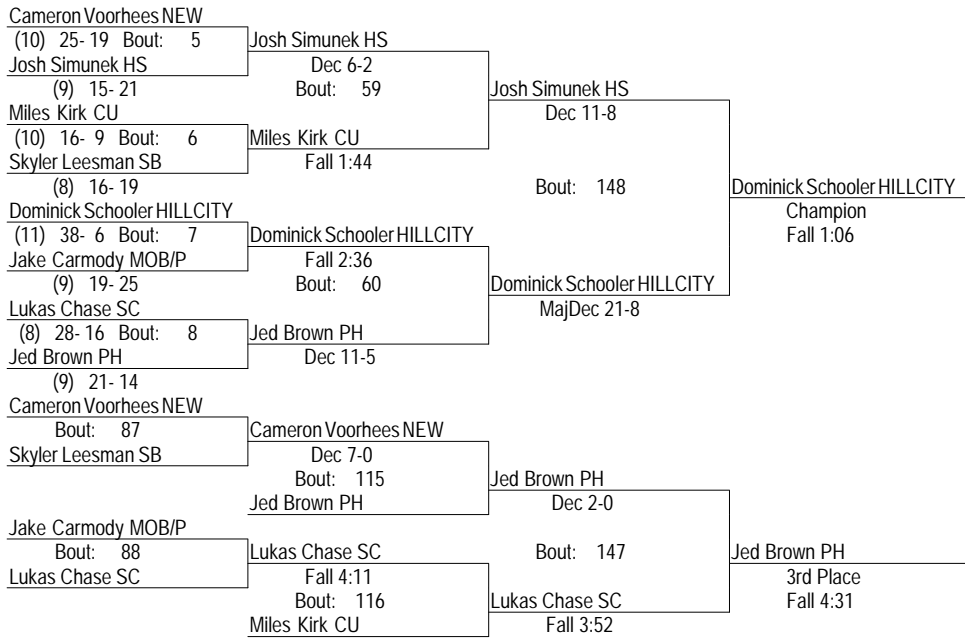 Cameron Voorhees NEW
(10) 25- 19 Bout: 5 Josh Simunek HS
Josh Simunek HS Dec 6-2
(9) 15- 21 Bout: 59 Josh Simunek HS
Miles Kirk CU Dec 11-8
(10) 16- 9 Bout: 6 Miles Kirk CU
Skyler Leesman SB Fall 1:44
(8) 16- 19 Bout: 148 Dominick Schooler HILLCITY
Dominick Schooler HILLCITY Champion
(11) 38- 6 Bout: 7 Dominick Schooler HILLCITY Fall 1:06
Jake Carmody MOB/P Fall 2:36
(9) 19- 25 Bout: 60 Dominick Schooler HILLCITY
Lukas Chase SC MajDec 21-8
(8) 28- 16 Bout: 8 Jed Brown PH
Jed Brown PH Dec 11-5
(9) 21- 14
Cameron Voorhees NEW
Bout: 87 Cameron Voorhees NEW
Skyler Leesman SB Dec 7-0
Bout: 115 Jed Brown PH
Jed Brown PH Dec 2-0
Jake Carmody MOB/P
Bout: 88 Lukas Chase SC Bout: 147 Jed Brown PH
Lukas Chase SC Fall 4:11 3rd Place
Bout: 116 Lukas Chase SC Fall 4:31
Miles Kirk CU Fall 3:52